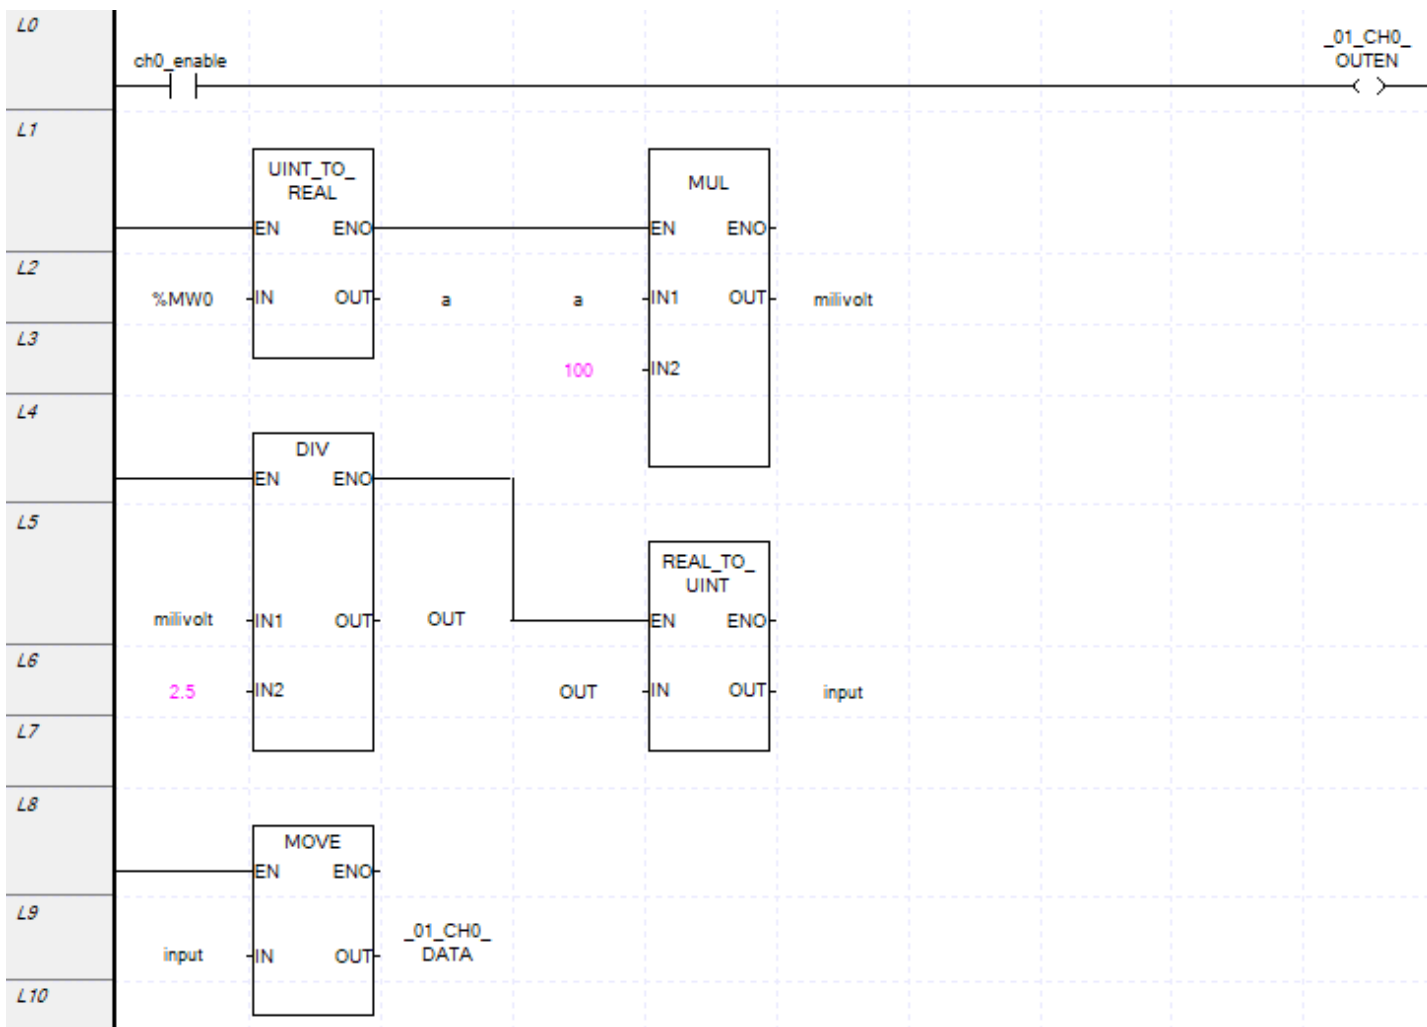 L0
_01_CH0_
OUTEN
ch0_enable
L1
UINT_TO_
REAL
MUL
EN ENO
EN ENO
L2
%MW0 IN OUT a a IN1 OUT milivolt
L3
100 IN2
L4
DIV
EN ENO
L5
REAL_TO_
UINT
milivolt IN1 OUT OUT EN ENO
L6
2.5 IN2 OUT IN OUT input
L7
L8
MOVE
EN ENO
L9
_01_CH0_
DATA
input IN OUT
L10